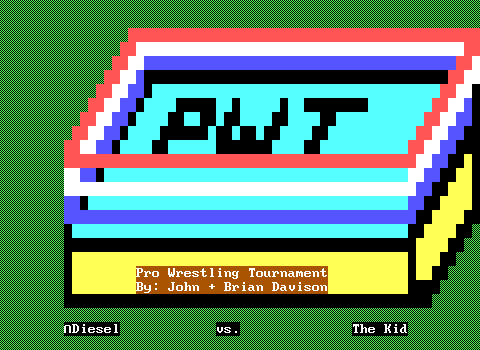 PWT
Pro Wrestling Tournament
By: John + Brian Davison
∩Diesel vs. The Kid